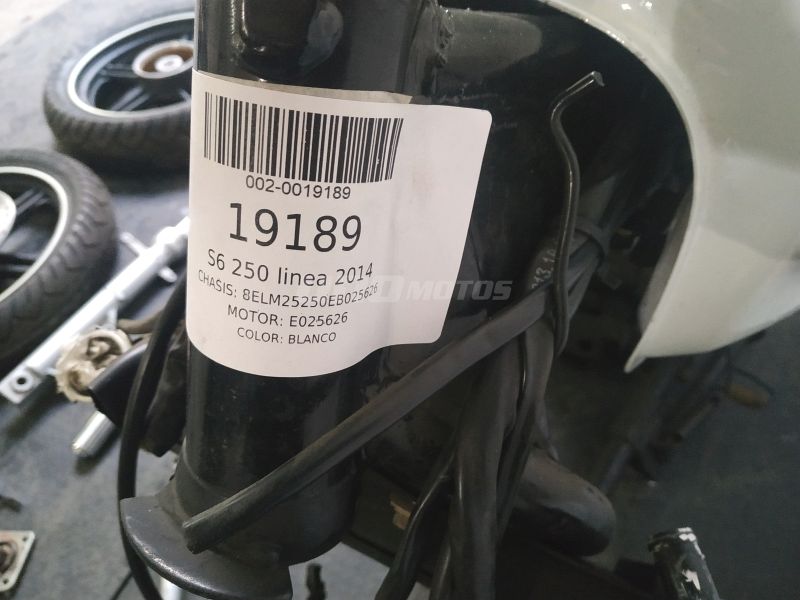 002-0019189
19189
S6 250 linea 2014
CHASIS: 8ELM25250EB025626
MOTOR: E025626
COLOR: BLANCO
MOTOS